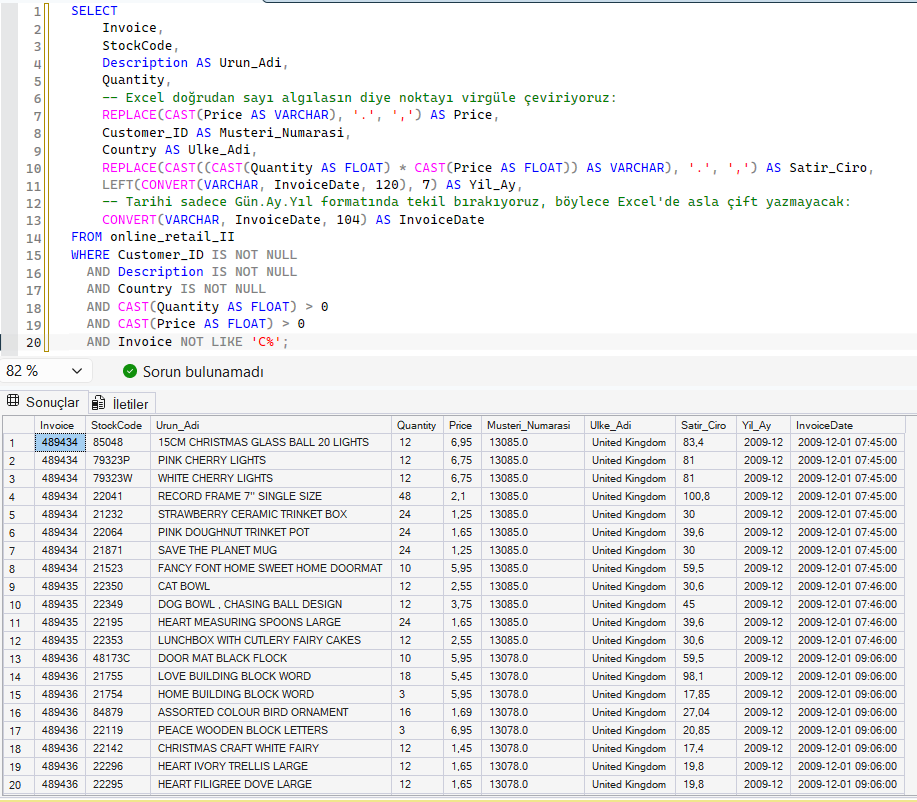 1 SELECT
2 Invoice,
3 StockCode,
4 Description AS Urun_Adi,
5 Quantity,
6 -- Excel doğrudan sayı algılasın diye noktayı virgüle çeviriyoruz:
7 REPLACE(CAST(Price AS VARCHAR), '.', ',') AS Price,
8 Customer_ID AS Musteri_Numarasi,
9 Country AS Ulke_Adi,
10 REPLACE(CAST((CAST(Quantity AS FLOAT) * CAST(Price AS FLOAT)) AS VARCHAR), '.', ',') AS Satir_Ciro,
11 LEFT(CONVERT(VARCHAR, InvoiceDate, 120), 7) AS Yil_Ay,
12 -- Tarihi sadece Gün.Ay.Yıl formatında tekil bırakıyoruz, böylece Excel'de asla çift yazmayacak:
13 CONVERT(VARCHAR, InvoiceDate, 104) AS InvoiceDate
14 FROM online_retail_II
15 WHERE Customer_ID IS NOT NULL
16 AND Description IS NOT NULL
17 AND Country IS NOT NULL
18 AND CAST(Quantity AS FLOAT) > 0
19 AND CAST(Price AS FLOAT) > 0
20 AND Invoice NOT LIKE 'C%';
82 % Sorun bulunamadı
Sonuçlar İletiler
Invoice StockCode Urun_Adi Quantity Price Musteri_Numarasi Ulke_Adi Satir_Ciro Yil_Ay InvoiceDate
1 489434 85048 15CM CHRISTMAS GLASS BALL 20 LIGHTS 12 6,95 13085.0 United Kingdom 83,4 2009-12 2009-12-01 07:45:00
2 489434 79323P PINK CHERRY LIGHTS 12 6,75 13085.0 United Kingdom 81 2009-12 2009-12-01 07:45:00
3 489434 79323W WHITE CHERRY LIGHTS 12 6,75 13085.0 United Kingdom 81 2009-12 2009-12-01 07:45:00
4 489434 22041 RECORD FRAME 7" SINGLE SIZE 48 2,1 13085.0 United Kingdom 100,8 2009-12 2009-12-01 07:45:00
5 489434 21232 STRAWBERRY CERAMIC TRINKET BOX 24 1,25 13085.0 United Kingdom 30 2009-12 2009-12-01 07:45:00
6 489434 22064 PINK DOUGHNUT TRINKET POT 24 1,65 13085.0 United Kingdom 39,6 2009-12 2009-12-01 07:45:00
7 489434 21871 SAVE THE PLANET MUG 24 1,25 13085.0 United Kingdom 30 2009-12 2009-12-01 07:45:00
8 489434 21523 FANCY FONT HOME SWEET HOME DOORMAT 10 5,95 13085.0 United Kingdom 59,5 2009-12 2009-12-01 07:45:00
9 489435 22350 CAT BOWL 12 2,55 13085.0 United Kingdom 30,6 2009-12 2009-12-01 07:46:00
10 489435 22349 DOG BOWL , CHASING BALL DESIGN 12 3,75 13085.0 United Kingdom 45 2009-12 2009-12-01 07:46:00
11 489435 22195 HEART MEASURING SPOONS LARGE 24 1,65 13085.0 United Kingdom 39,6 2009-12 2009-12-01 07:46:00
12 489435 22353 LUNCHBOX WITH CUTLERY FAIRY CAKES 12 2,55 13085.0 United Kingdom 30,6 2009-12 2009-12-01 07:46:00
13 489436 48173C DOOR MAT BLACK FLOCK 10 5,95 13078.0 United Kingdom 59,5 2009-12 2009-12-01 09:06:00
14 489436 21755 LOVE BUILDING BLOCK WORD 18 5,45 13078.0 United Kingdom 98,1 2009-12 2009-12-01 09:06:00
15 489436 21754 HOME BUILDING BLOCK WORD 3 5,95 13078.0 United Kingdom 17,85 2009-12 2009-12-01 09:06:00
16 489436 84879 ASSORTED COLOUR BIRD ORNAMENT 16 1,69 13078.0 United Kingdom 27,04 2009-12 2009-12-01 09:06:00
17 489436 22119 PEACE WOODEN BLOCK LETTERS 3 6,95 13078.0 United Kingdom 20,85 2009-12 2009-12-01 09:06:00
18 489436 22142 CHRISTMAS CRAFT WHITE FAIRY 12 1,45 13078.0 United Kingdom 17,4 2009-12 2009-12-01 09:06:00
19 489436 22296 HEART IVORY TRELLIS LARGE 12 1,65 13078.0 United Kingdom 19,8 2009-12 2009-12-01 09:06:00
20 489436 22295 HEART FILIGREE DOVE LARGE 12 1,65 13078.0 United Kingdom 19,8 2009-12 2009-12-01 09:06:00